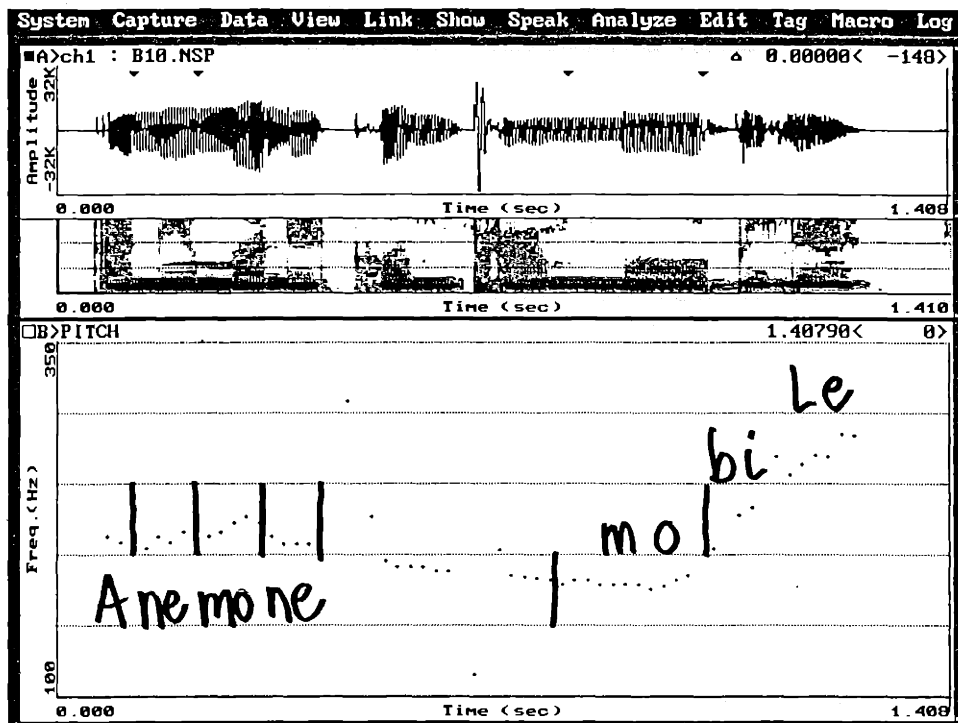 System Capture Data View Link Show Speak Analyze Edit Tag Macro Log
■A>ch1 : B10.NSP
△ 0.00000< -148>
32K
Amplitude
-32K
0.000 Time (sec) 1.408
0.000 Time (sec) 1.410
□B>PITCH
1.40790< 0>
350
Le
bi
Freq.(Hz)
mo
Anemone
100
0.000 Time (sec) 1.408